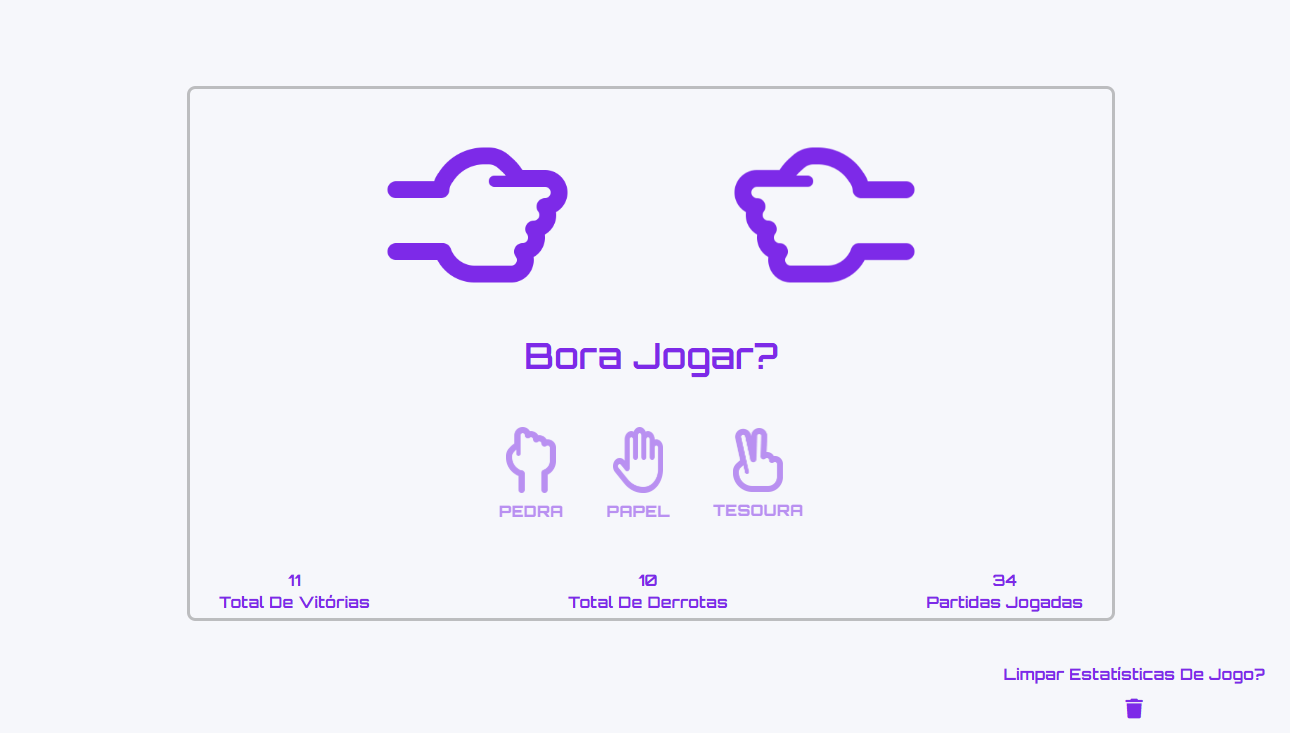 Bora Jogar?
PEDRA PAPEL TESOURA
11 10 34
Total De Vitórias Total De Derrotas Partidas Jogadas
Limpar Estatísticas De Jogo?